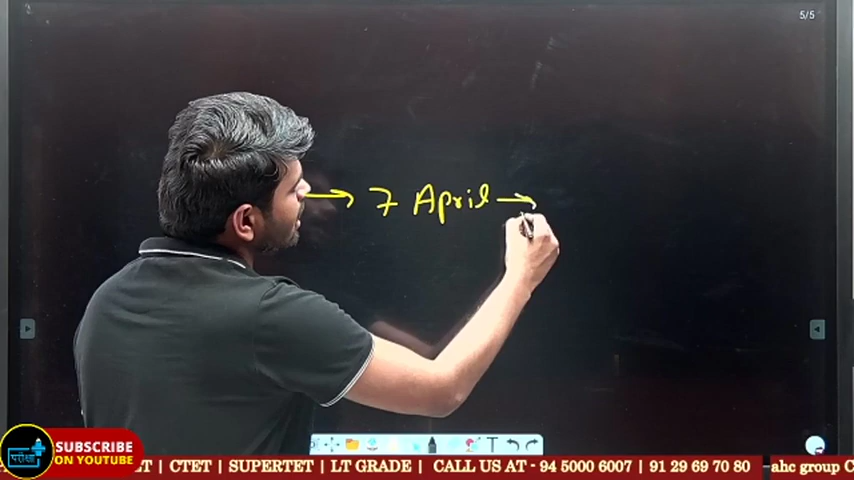 5/5
→ 7 April →
परीक्षा
SUBSCRIBE
ON YOUTUBE
T | CTET | SUPERTET | LT GRADE | CALL US AT - 94 5000 6007 | 91 29 69 70 80 ahc group C